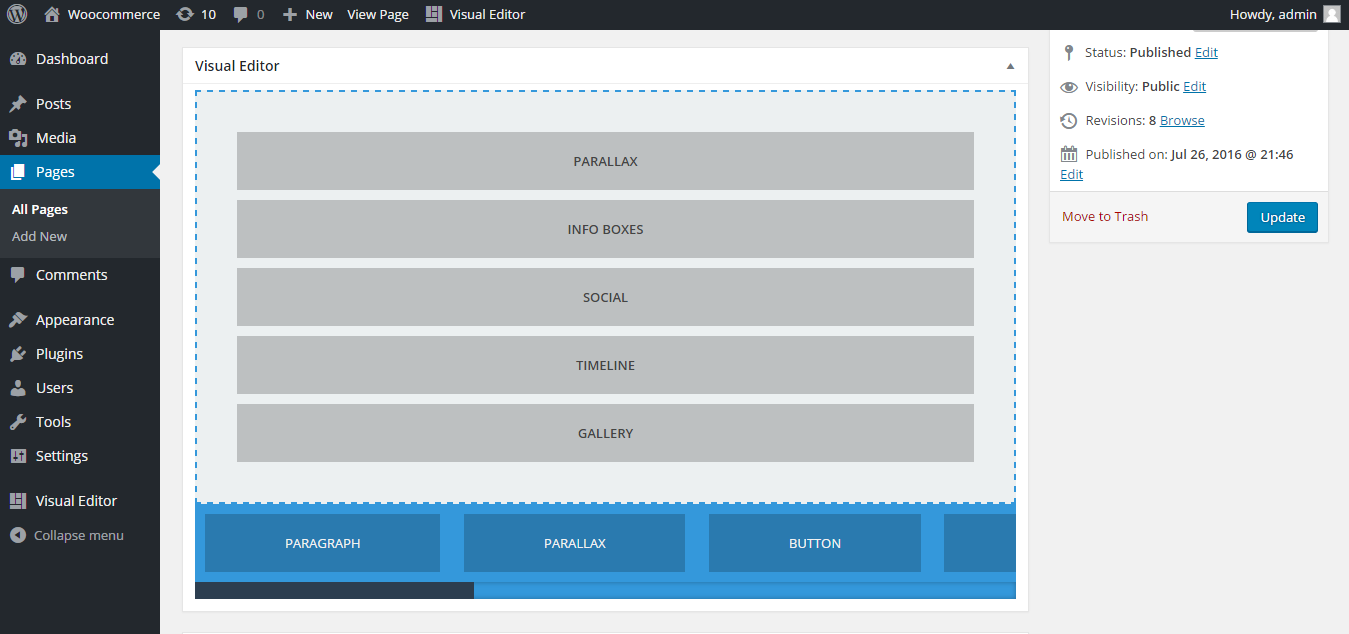 Woocommerce 10 0 New View Page Visual Editor Howdy, admin
Dashboard
Posts
Media
Pages
All Pages
Add New
Comments
Appearance
Plugins
Users
Tools
Settings
Visual Editor
Collapse menu
Visual Editor
PARALLAX
INFO BOXES
SOCIAL
TIMELINE
GALLERY
PARAGRAPH PARALLAX BUTTON
Status: Published Edit
Visibility: Public Edit
Revisions: 8 Browse
Published on: Jul 26, 2016 @ 21:46
Edit
Move to Trash Update